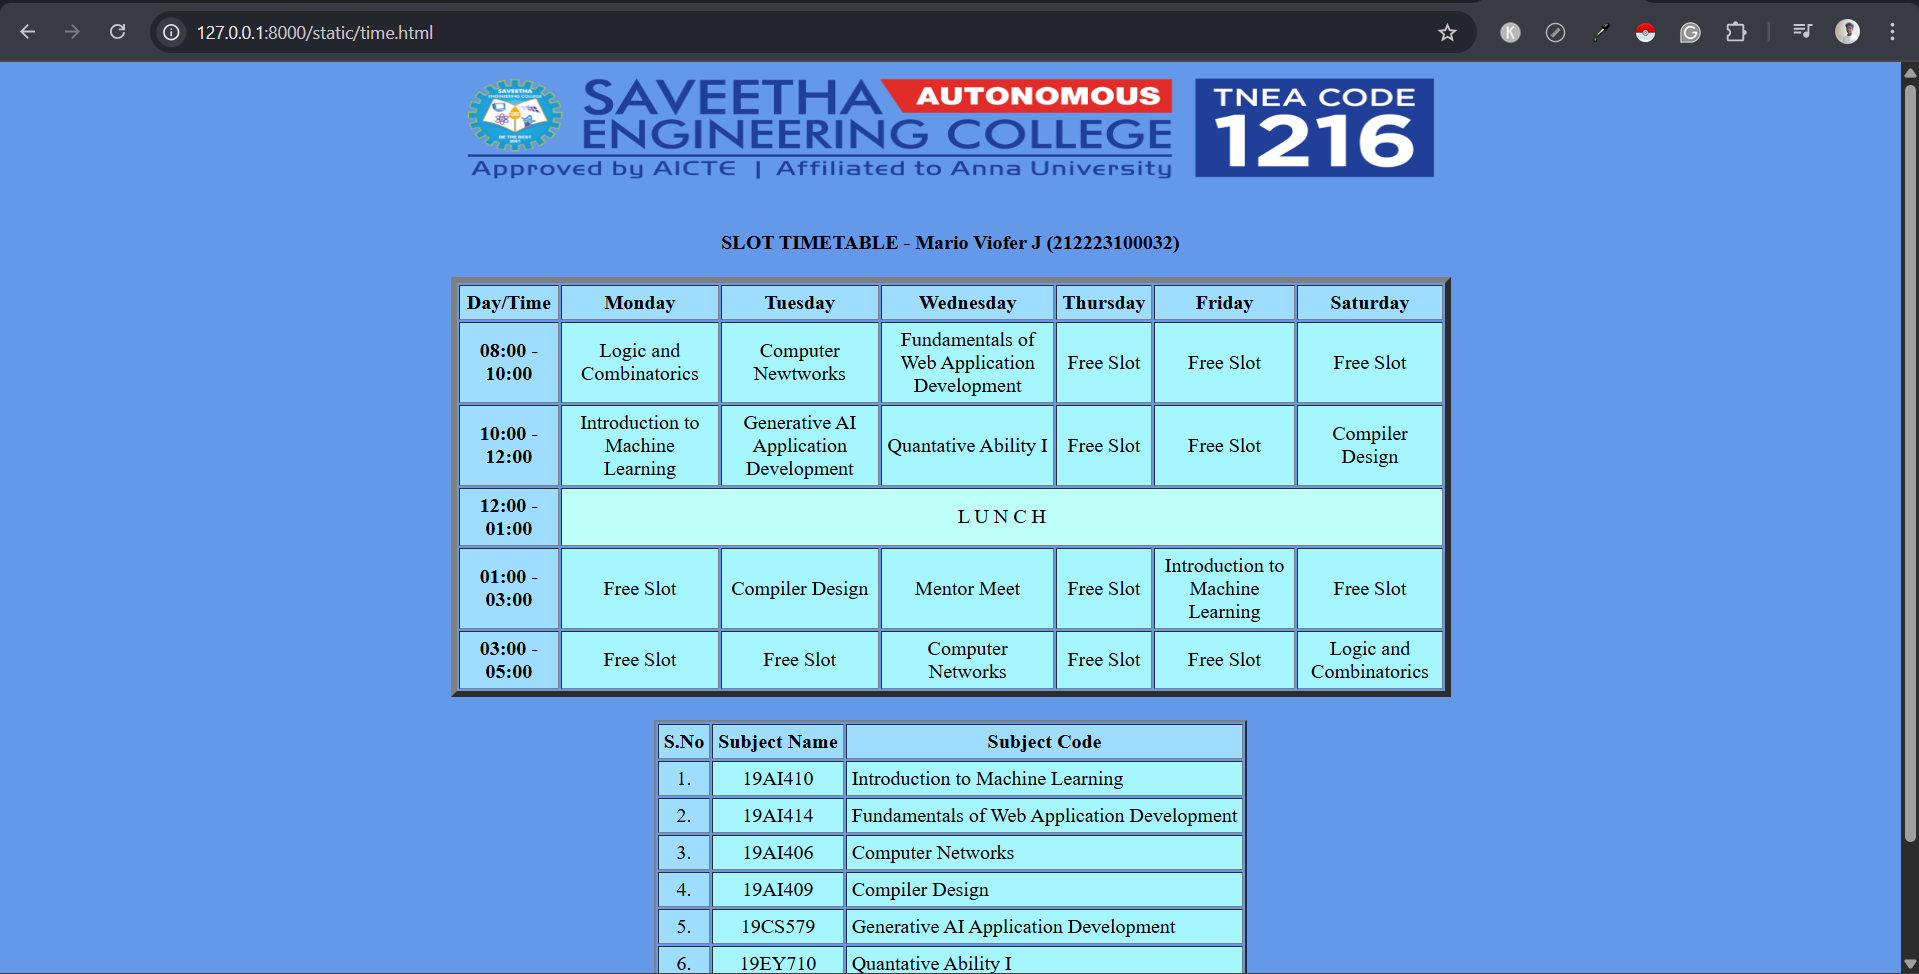 127.0.0.1:8000/static/time.html
SAVEETHA AUTONOMOUS
ENGINEERING COLLEGE
Approved by AICTE | Affiliated to Anna University
TNEA CODE
1216
SLOT TIMETABLE - Mario Viofer J (212223100032)
Day/Time Monday Tuesday Wednesday Thursday Friday Saturday
08:00 -
10:00
Logic and
Combinatorics
Computer
Newtworks
Fundamentals of
Web Application
Development
Free Slot
Free Slot
Free Slot
10:00 -
12:00
Introduction to
Machine
Learning
Generative AI
Application
Development
Quantative Ability I
Free Slot
Free Slot
Compiler
Design
12:00 -
01:00
L U N C H
01:00 -
03:00
Free Slot
Compiler Design
Mentor Meet
Free Slot
Introduction to
Machine
Learning
Free Slot
03:00 -
05:00
Free Slot
Free Slot
Computer
Networks
Free Slot
Free Slot
Logic and
Combinatorics
S.No Subject Name Subject Code
1. 19AI410 Introduction to Machine Learning
2. 19AI414 Fundamentals of Web Application Development
3. 19AI406 Computer Networks
4. 19AI409 Compiler Design
5. 19CS579 Generative AI Application Development
6. 19EY710 Quantative Ability I